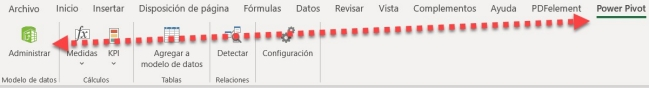 Archivo Inicio Insertar Disposición de página Fórmulas Datos Revisar Vista Complementos Ayuda PDFelement Power Pivot
fx
Administrar Medidas KPI Agregar a modelo de datos Detectar Configuración
Modelo de datos Cálculos Tablas Relaciones